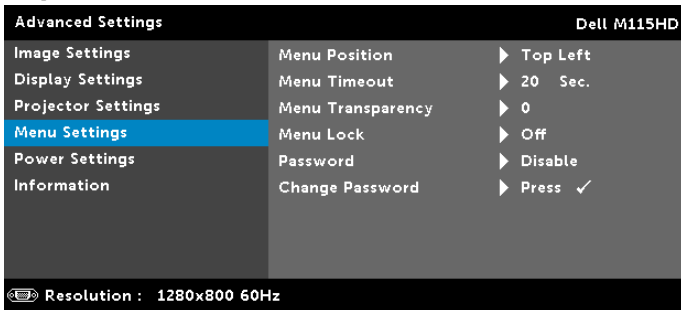 Advanced Settings Dell M115HD
Image Settings Menu Position Top Left
Display Settings Menu Timeout 20 Sec.
Projector Settings Menu Transparency 0
Menu Settings Menu Lock Off
Power Settings Password Disable
Information Change Password Press ✓
Resolution : 1280x800 60Hz